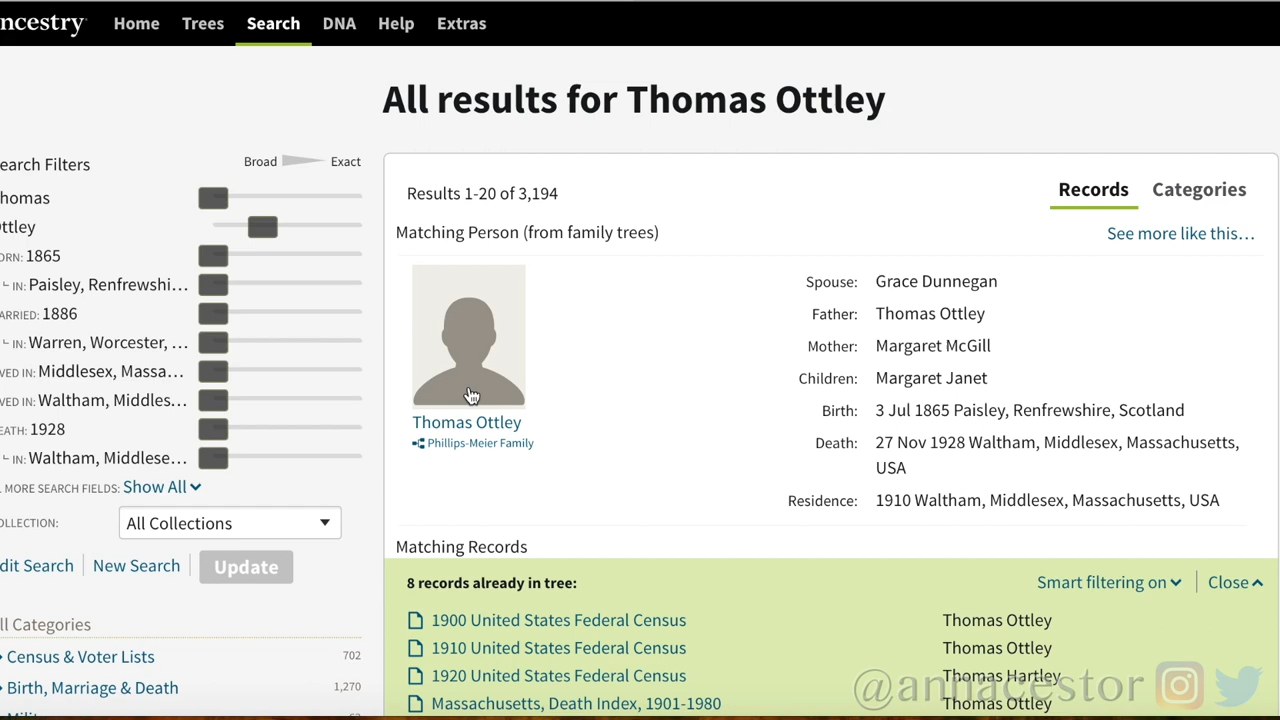 ncestry Home Trees Search DNA Help Extras
All results for Thomas Ottley
earch Filters Broad Exact
homas
ttley
ORN: 1865
IN: Paisley, Renfrewshi...
ARRIED: 1886
IN: Warren, Worcester, ...
VED IN: Middlesex, Massa...
VED IN: Waltham, Middles...
EATH: 1928
IN: Waltham, Middlese...
MORE SEARCH FIELDS: Show All
OLLECTION: All Collections
dit Search New Search Update
ll Categories
Census & Voter Lists 702
Birth, Marriage & Death 1,270
Results 1-20 of 3,194 Records Categories
Matching Person (from family trees) See more like this...
Thomas Ottley
Phillips-Meier Family
Spouse: Grace Dunnegan
Father: Thomas Ottley
Mother: Margaret McGill
Children: Margaret Janet
Birth: 3 Jul 1865 Paisley, Renfrewshire, Scotland
Death: 27 Nov 1928 Waltham, Middlesex, Massachusetts,
USA
Residence: 1910 Waltham, Middlesex, Massachusetts, USA
Matching Records
8 records already in tree: Smart filtering on Close
1900 United States Federal Census Thomas Ottley
1910 United States Federal Census Thomas Ottley
1920 United States Federal Census Thomas Hartley
Massachusetts, Death Index, 1901-1980 Thomas Ottley
@annacestor